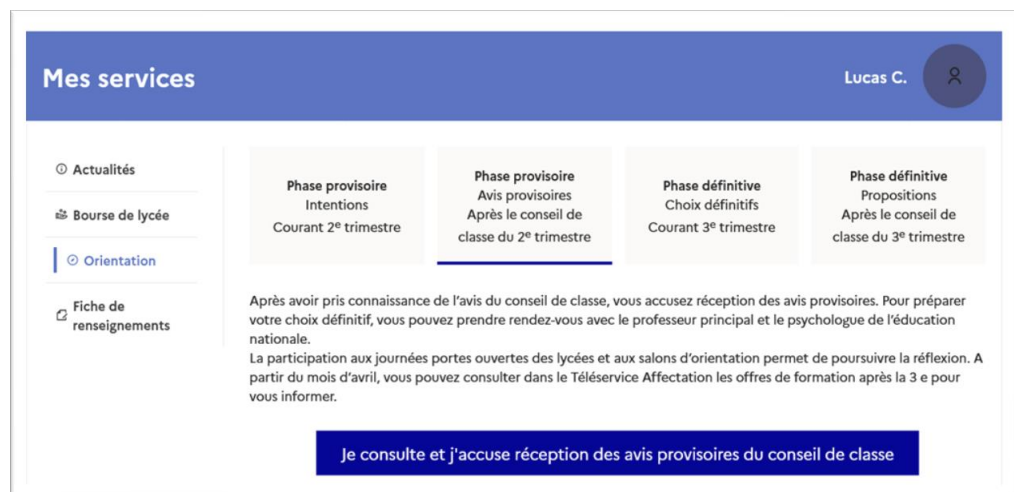 Mes services
Lucas C.
Actualités
Bourse de lycée
Orientation
Fiche de
renseignements
Phase provisoire
Intentions
Courant 2e trimestre
Phase provisoire
Avis provisoires
Après le conseil de
classe du 2e trimestre
Phase définitive
Choix définitifs
Courant 3e trimestre
Phase définitive
Propositions
Après le conseil de
classe du 3e trimestre
Après avoir pris connaissance de l'avis du conseil de classe, vous accusez réception des avis provisoires. Pour préparer
votre choix définitif, vous pouvez prendre rendez-vous avec le professeur principal et le psychologue de l'éducation
nationale.
La participation aux journées portes ouvertes des lycées et aux salons d'orientation permet de poursuivre la réflexion. A
partir du mois d'avril, vous pouvez consulter dans le Téléservice Affectation les offres de formation après la 3 e pour
vous informer.
Je consulte et j'accuse réception des avis provisoires du conseil de classe